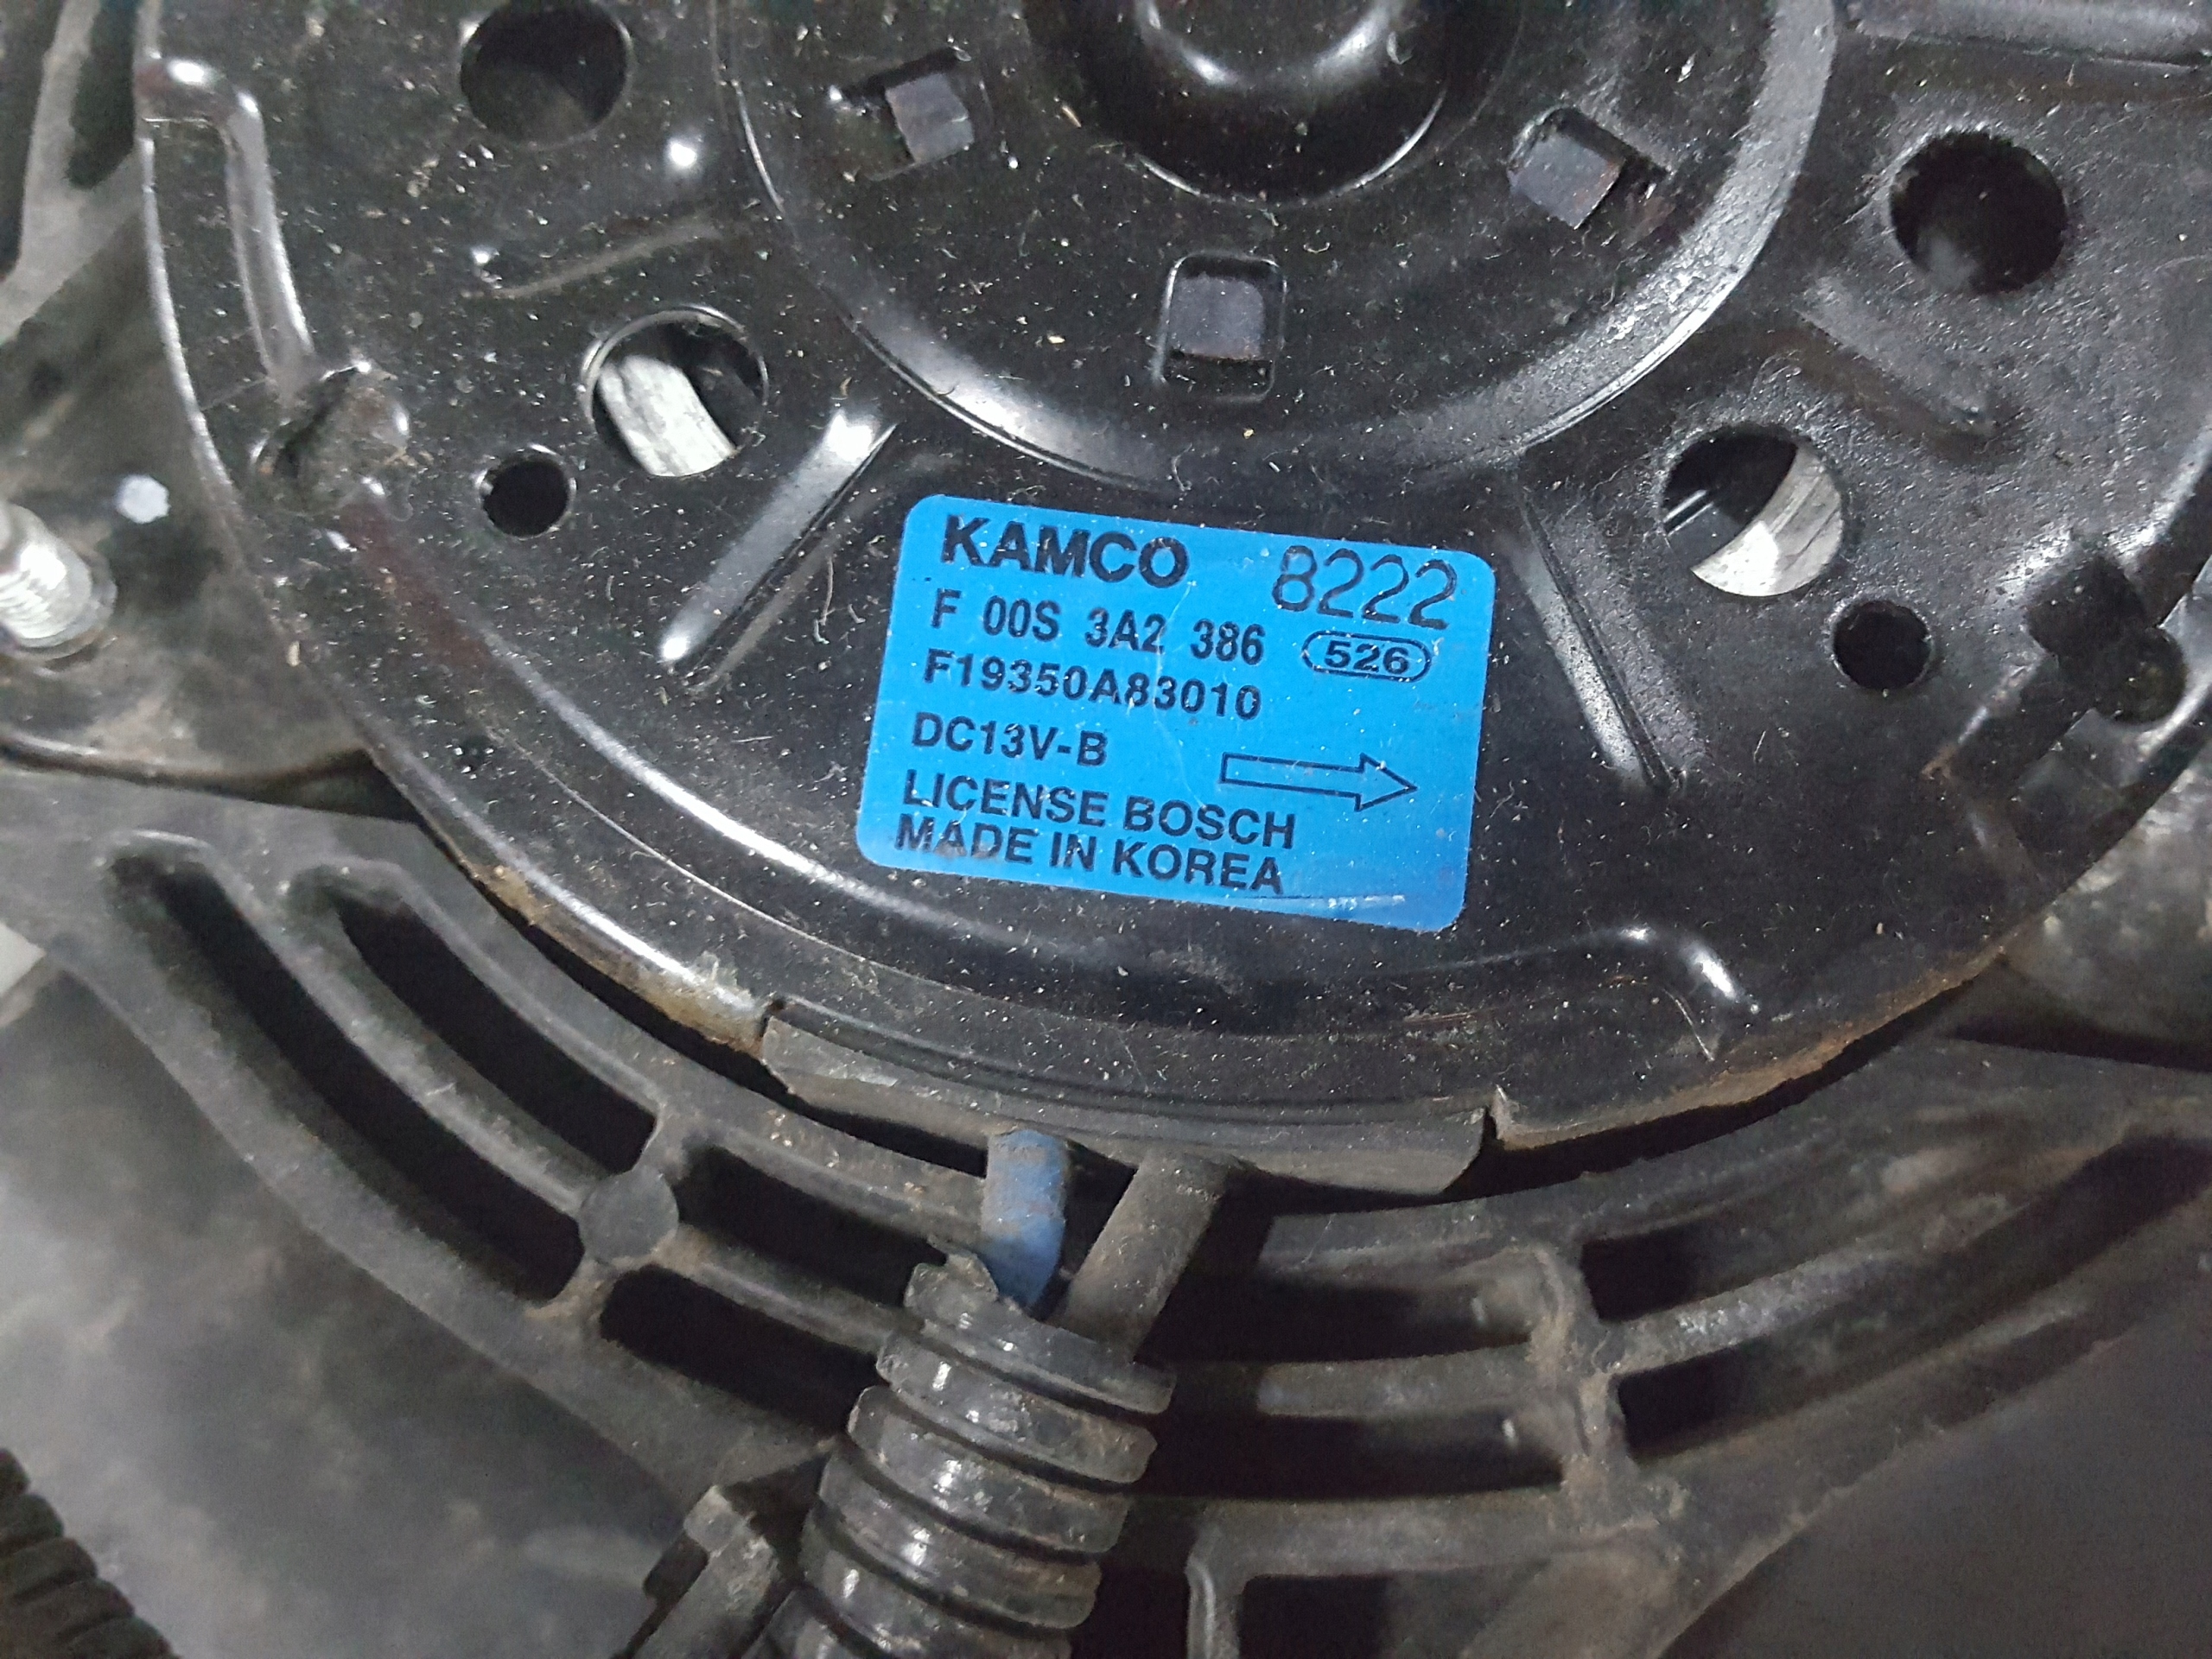 KAMCO 8222
F 00S 3A2 386 526
F19350A83010
DC13V-B
LICENSE BOSCH
MADE IN KOREA